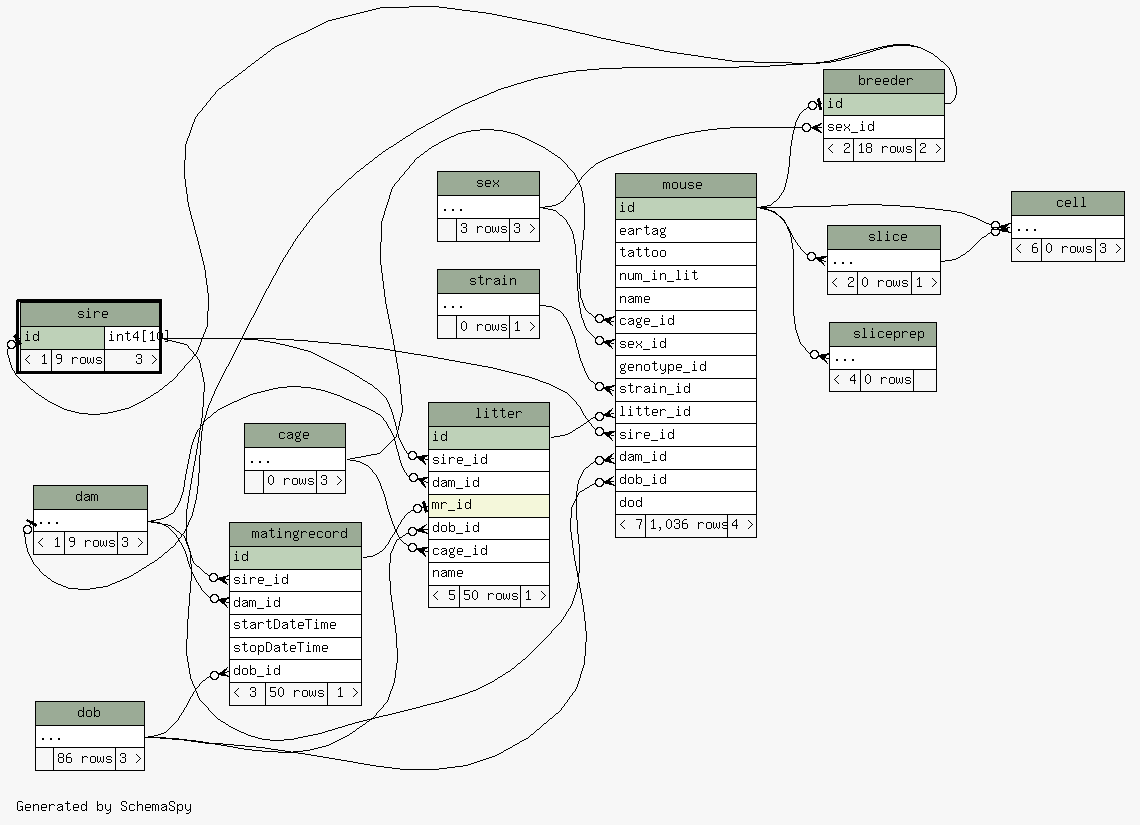 breeder
id
sex_id
< 2 18 rows 2 >
sex
...
3 rows 3 >
mouse
id
eartag
tattoo
num_in_lit
name
cage_id
sex_id
genotype_id
strain_id
litter_id
sire_id
dam_id
dob_id
dod
< 7 1,036 rows 4 >
cell
...
< 6 0 rows 3 >
slice
...
< 2 0 rows 1 >
strain
...
0 rows 1 >
sliceprep
...
< 4 0 rows
sire
id int4[10]
< 1 9 rows 3 >
litter
id
sire_id
dam_id
mr_id
dob_id
cage_id
name
< 5 50 rows 1 >
cage
...
0 rows 3 >
dam
...
< 1 9 rows 3 >
matingrecord
id
sire_id
dam_id
startDateTime
stopDateTime
dob_id
< 3 50 rows 1 >
dob
...
86 rows 3 >
Generated by SchemaSpy